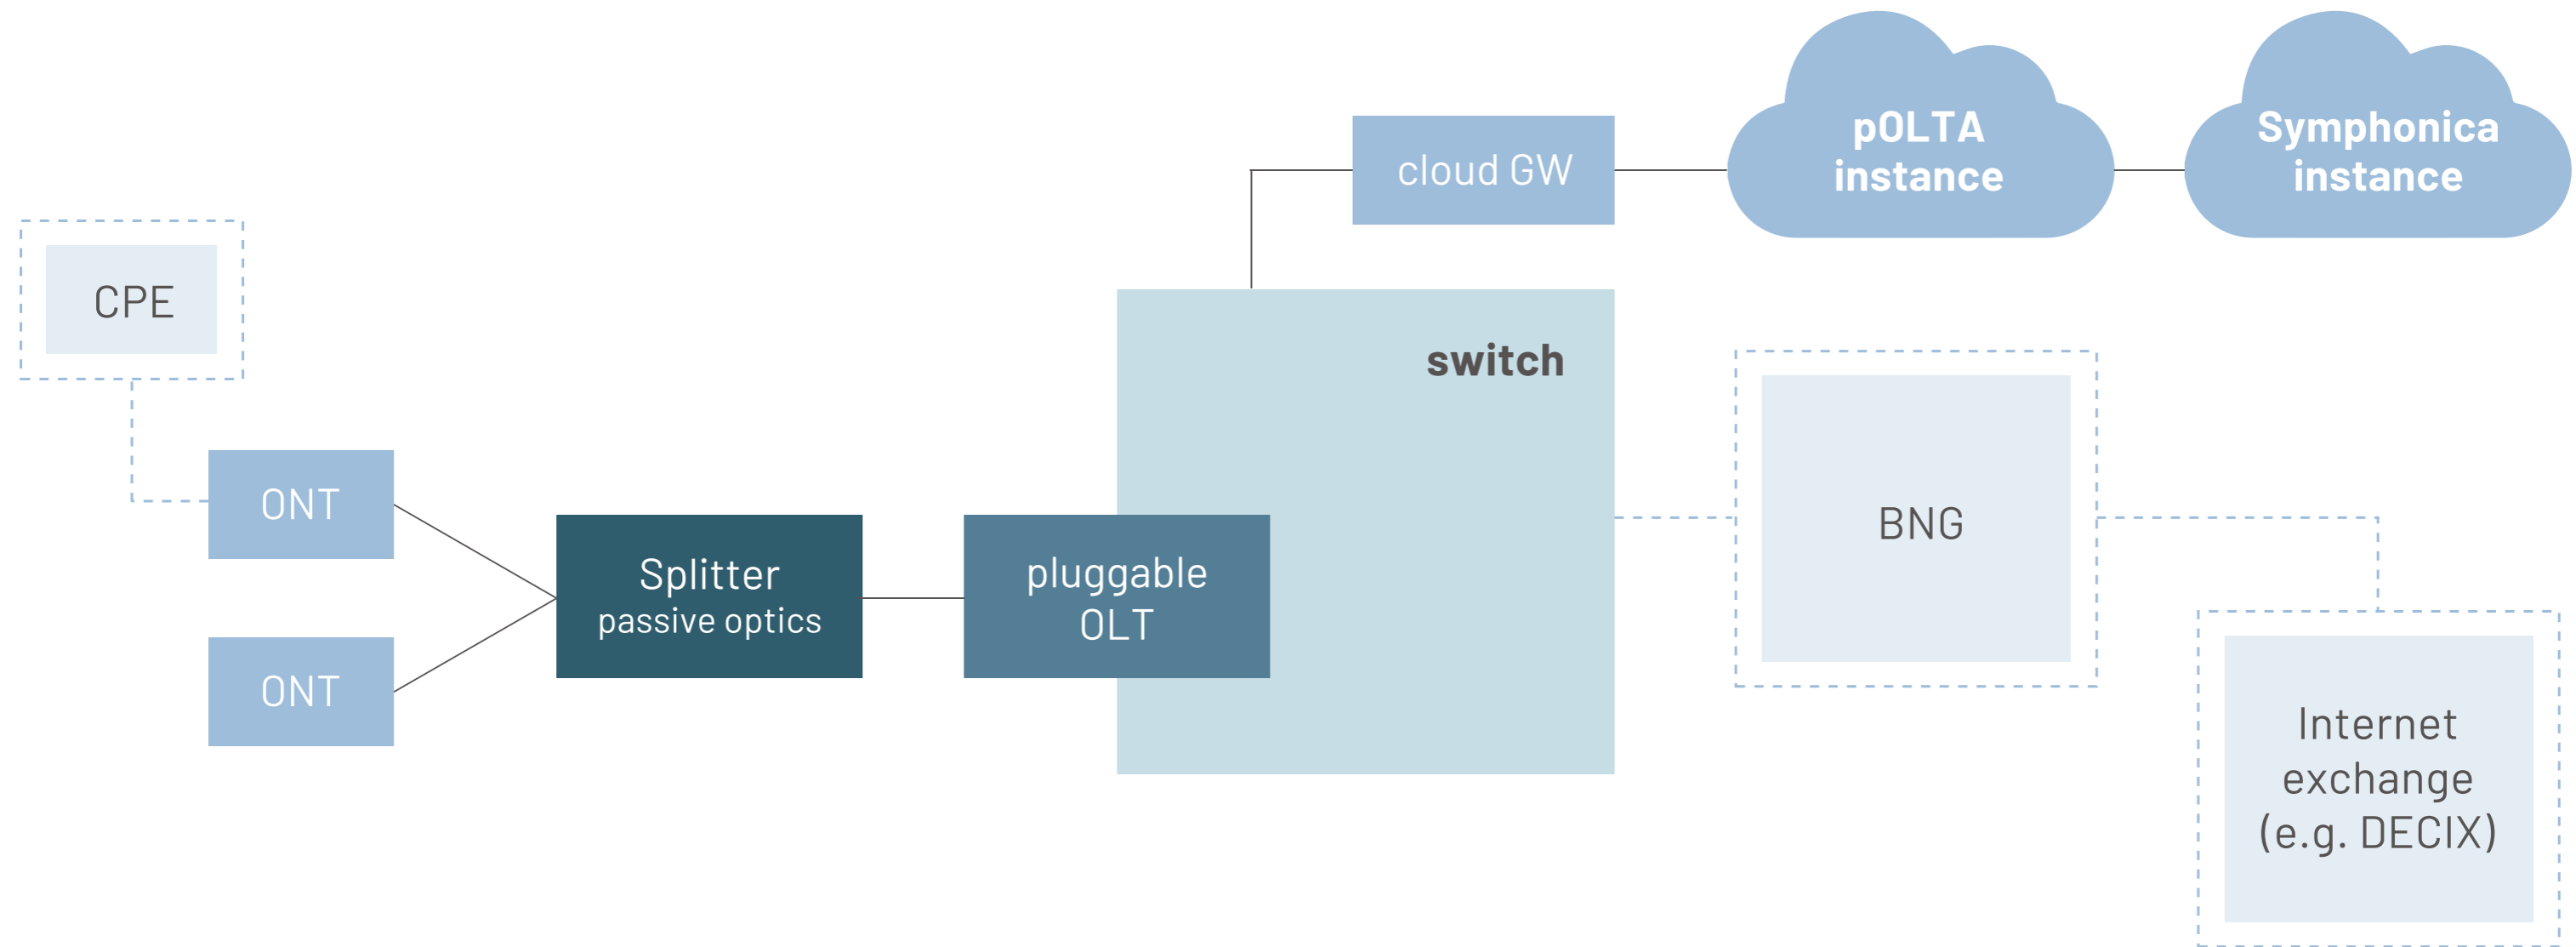 pOLTA
instance
Symphonica
instance
cloud GW
CPE
switch
ONT
BNG
Splitter
passive optics
pluggable
OLT
ONT
Internet
exchange
(e.g. DECIX)